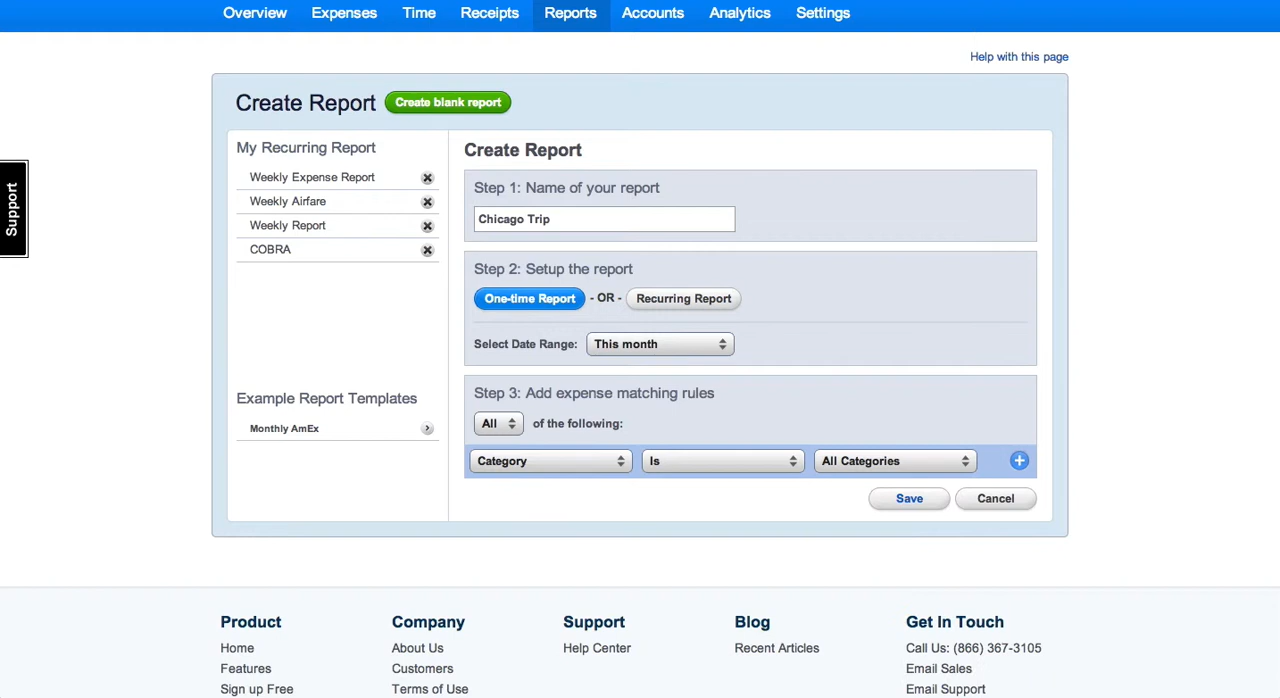 Overview Expenses Time Receipts Reports Accounts Analytics Settings
Help with this page
Create Report Create blank report
My Recurring Report
Weekly Expense Report
Weekly Airfare
Weekly Report
COBRA
Example Report Templates
Monthly AmEx
Create Report
Step 1: Name of your report
Chicago Trip
Step 2: Setup the report
One-time Report - OR - Recurring Report
Select Date Range: This month
Step 3: Add expense matching rules
All of the following:
Category Is All Categories
Save Cancel
Support
Product
Home
Features
Sign up Free
Company
About Us
Customers
Terms of Use
Support
Help Center
Blog
Recent Articles
Get In Touch
Call Us: (866) 367-3105
Email Sales
Email Support